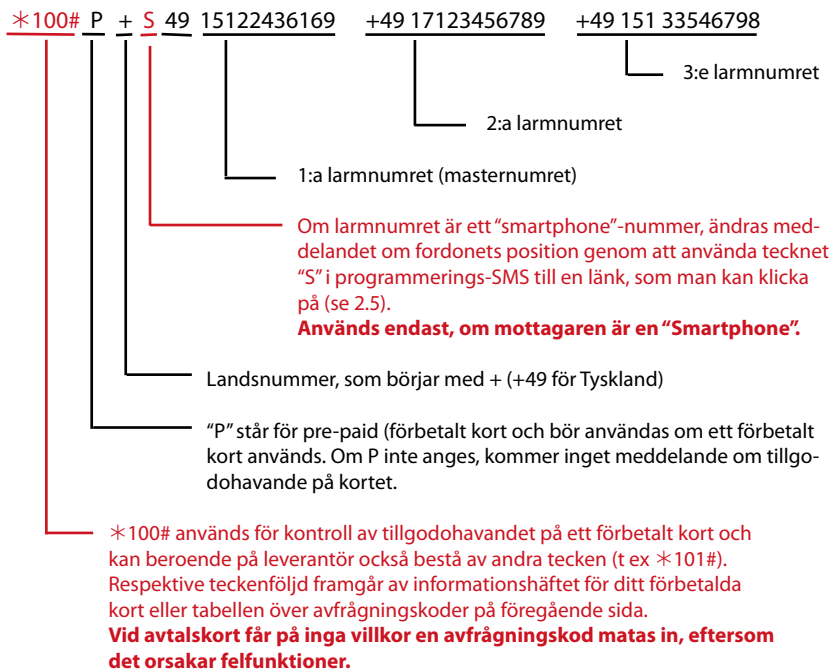 ✳100# P + S 49 15122436169 +49 17123456789 +49 151 33546798
3:e larmnumret
2:a larmnumret
1:a larmnumret (masternumret)
Om larmnumret är ett “smartphone”-nummer, ändras med-
delandet om fordonets position genom att använda tecknet
“S” i programmerings-SMS till en länk, som man kan klicka
på (se 2.5).
Används endast, om mottagaren är en “Smartphone”.
Landsnummer, som börjar med + (+49 för Tyskland)
“P” står för pre-paid (förbetalt kort och bör användas om ett förbetalt
kort används. Om P inte anges, kommer inget meddelande om tillgo-
dohavande på kortet.
✳100# används för kontroll av tillgodohavandet på ett förbetalt kort och
kan beroende på leverantör också bestå av andra tecken (t ex ✳101#).
Respektive teckenföljd framgår av informationshäftet för ditt förbetalda
kort eller tabellen över avfrågningskoder på föregående sida.
Vid avtalskort får på inga villkor en avfrågningskod matas in, eftersom
det orsakar felfunktioner.